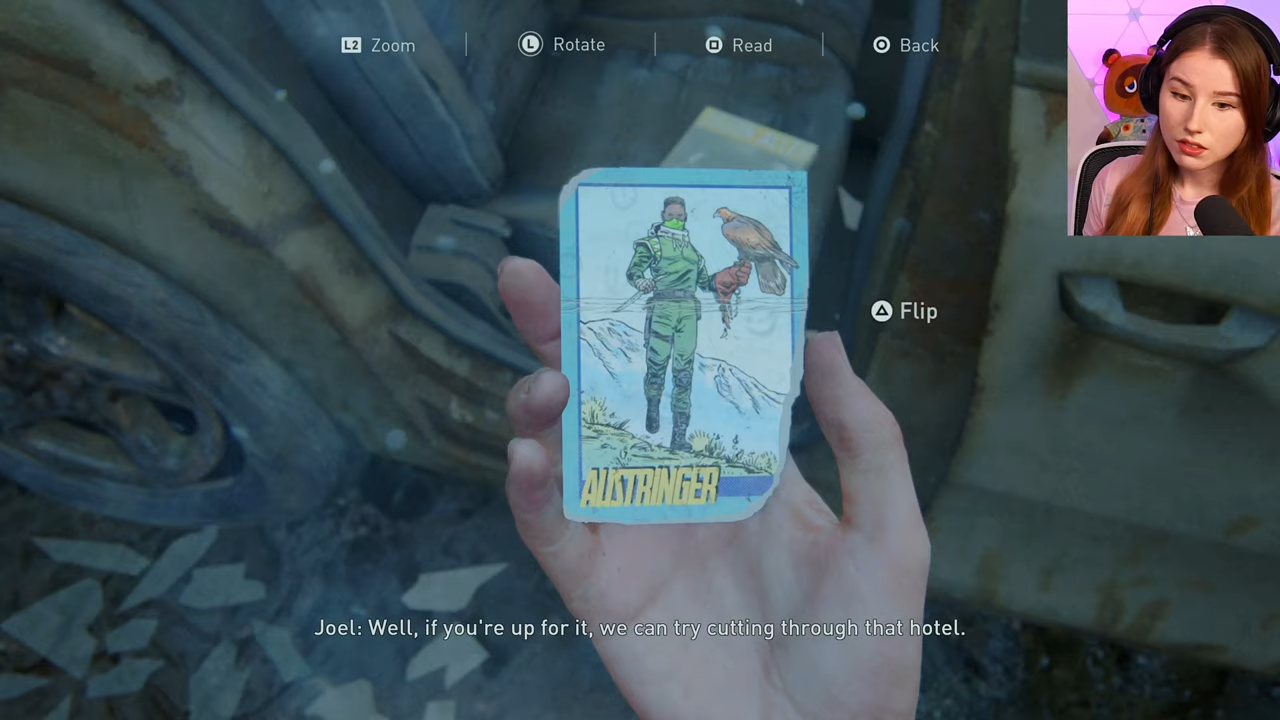 L2 Zoom
L Rotate
Read
Back
Flip
AUSTRINGER
Joel: Well, if you're up for it, we can try cutting through that hotel.